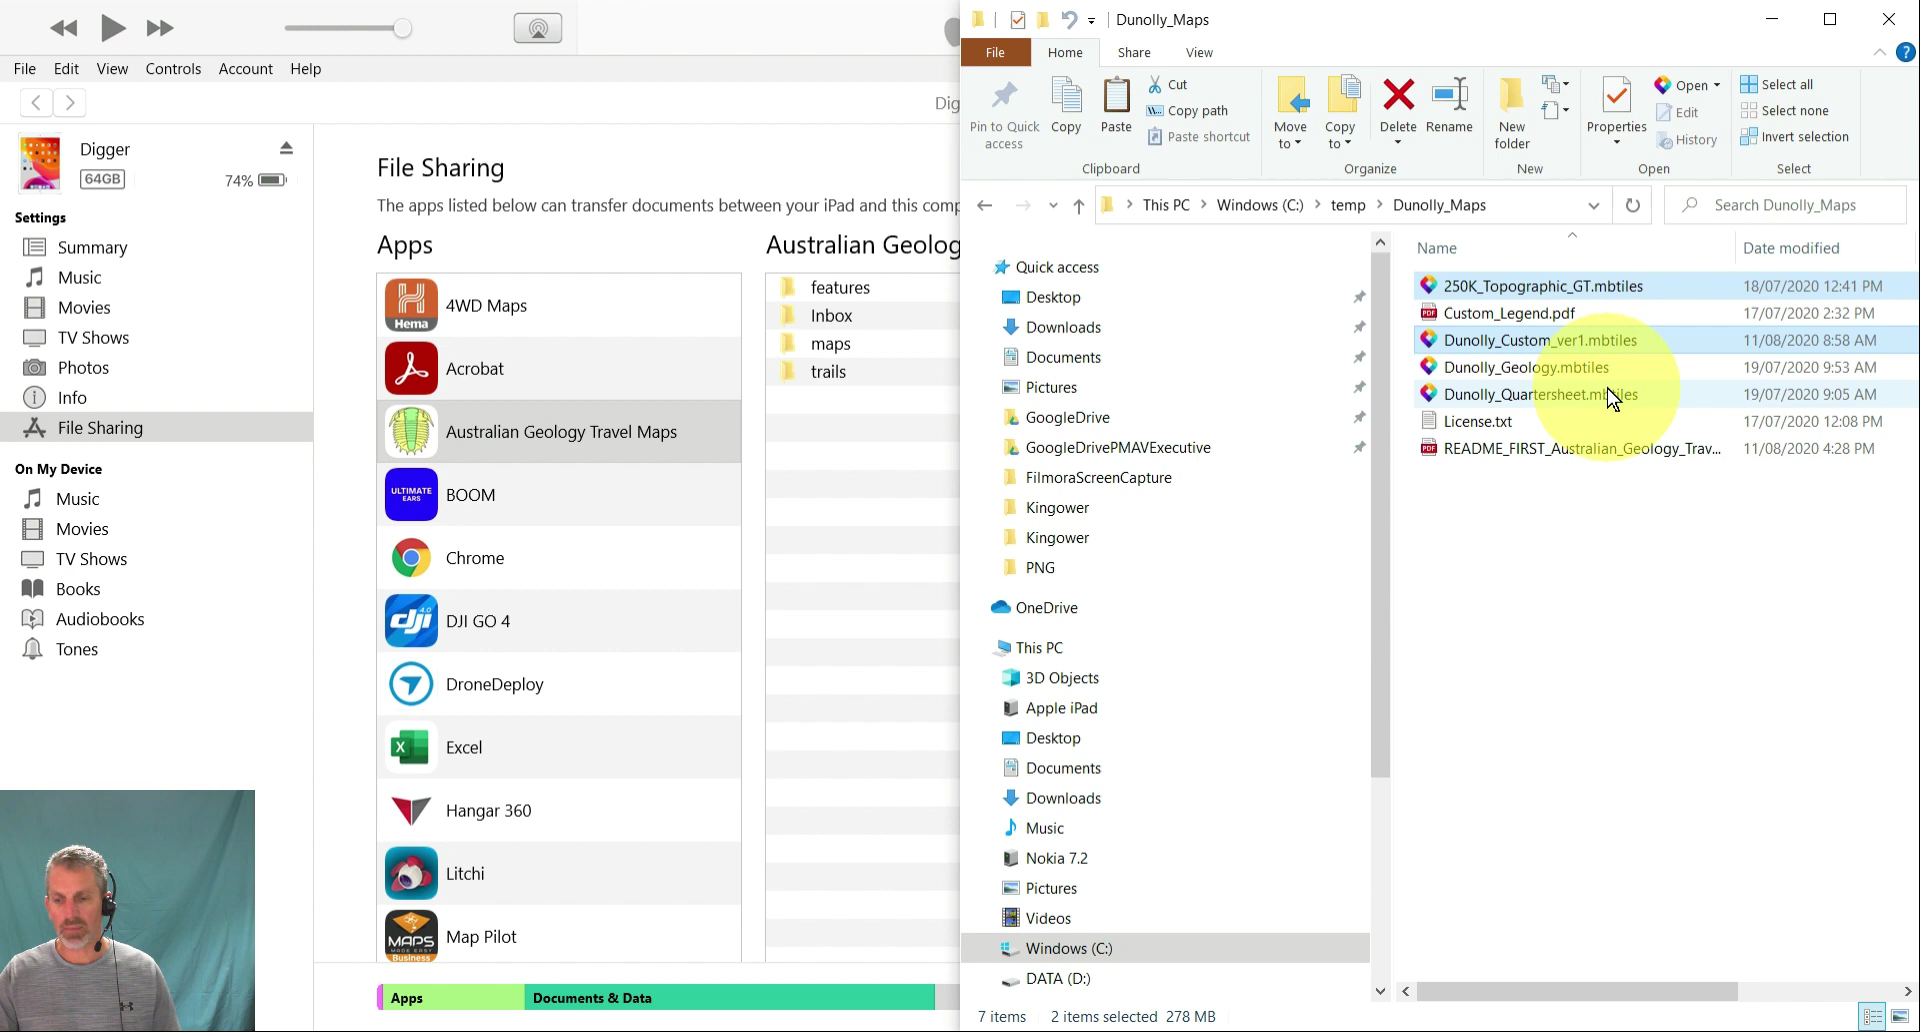 File Edit View Controls Account Help
Dig
Digger
64GB
74%
Settings
Summary
Music
Movies
TV Shows
Photos
Info
File Sharing
On My Device
Music
Movies
TV Shows
Books
Audiobooks
Tones
File Sharing
The apps listed below can transfer documents between your iPad and this comp
Apps
Hema
4WD Maps
Acrobat
Australian Geology Travel Maps
ULTIMATE EARS
BOOM
Chrome
dji 4.0
DJI GO 4
DroneDeploy
Excel
Hangar 360
Litchi
MAPS
MADE EASY
Business
Map Pilot
Australian Geolog
features
Inbox
maps
trails
Apps
Documents & Data
Dunolly_Maps
File Home Share View
Pin to Quick access
Copy
Paste
Cut
Copy path
Paste shortcut
Clipboard
Move to
Copy to
Delete
Rename
Organize
New folder
New
Properties
Open
Edit
History
Open
Select all
Select none
Invert selection
Select
This PC Windows (C:) temp Dunolly_Maps
Search Dunolly_Maps
Quick access
Desktop
Downloads
Documents
Pictures
GoogleDrive
GoogleDrivePMAVExecutive
FilmoraScreenCapture
Kingower
Kingower
PNG
OneDrive
This PC
3D Objects
Apple iPad
Desktop
Documents
Downloads
Music
Nokia 7.2
Pictures
Videos
Windows (C:)
DATA (D:)
Name Date modified
250K_Topographic_GT.mbtiles 18/07/2020 12:41 PM
Custom_Legend.pdf 17/07/2020 2:32 PM
Dunolly_Custom_ver1.mbtiles 11/08/2020 8:58 AM
Dunolly_Geology.mbtiles 19/07/2020 9:53 AM
Dunolly_Quartersheet.mbtiles 19/07/2020 9:05 AM
License.txt 17/07/2020 12:08 PM
README_FIRST_Australian_Geology_Trav... 11/08/2020 4:28 PM
7 items 2 items selected 278 MB